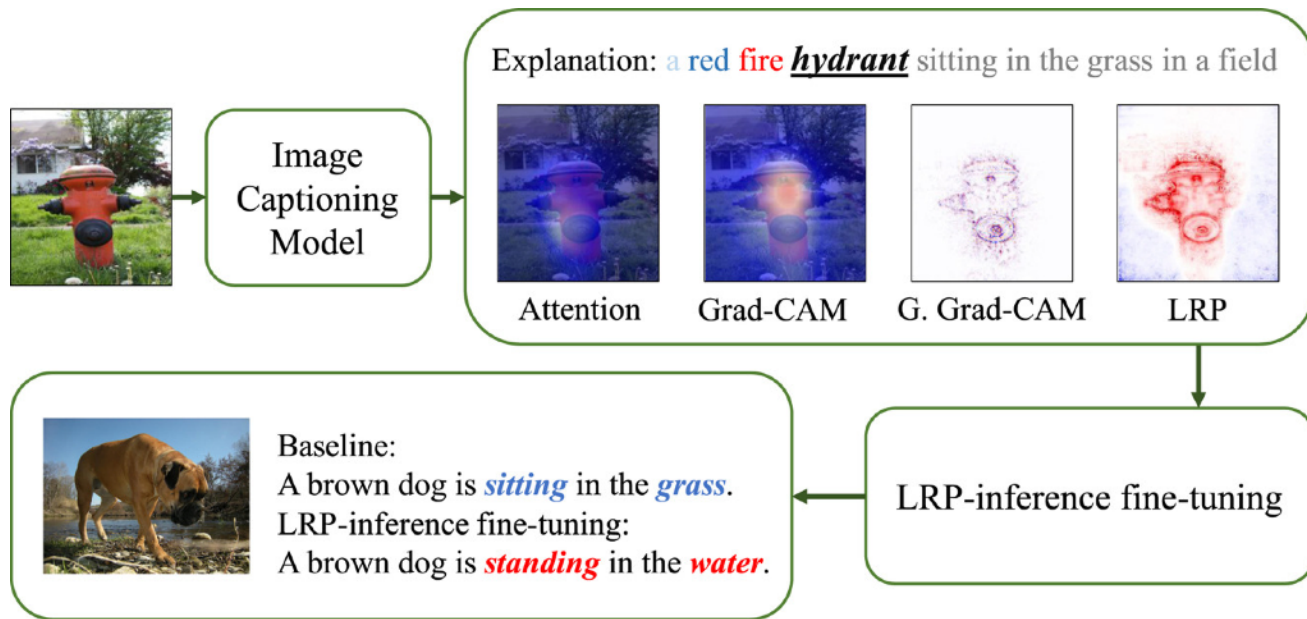 Explanation: a red fire hydrant sitting in the grass in a field
Image
Captioning
Model
Attention
Grad-CAM
G. Grad-CAM
LRP
Baseline:
A brown dog is sitting in the grass.
LRP-inference fine-tuning:
A brown dog is standing in the water.
LRP-inference fine-tuning